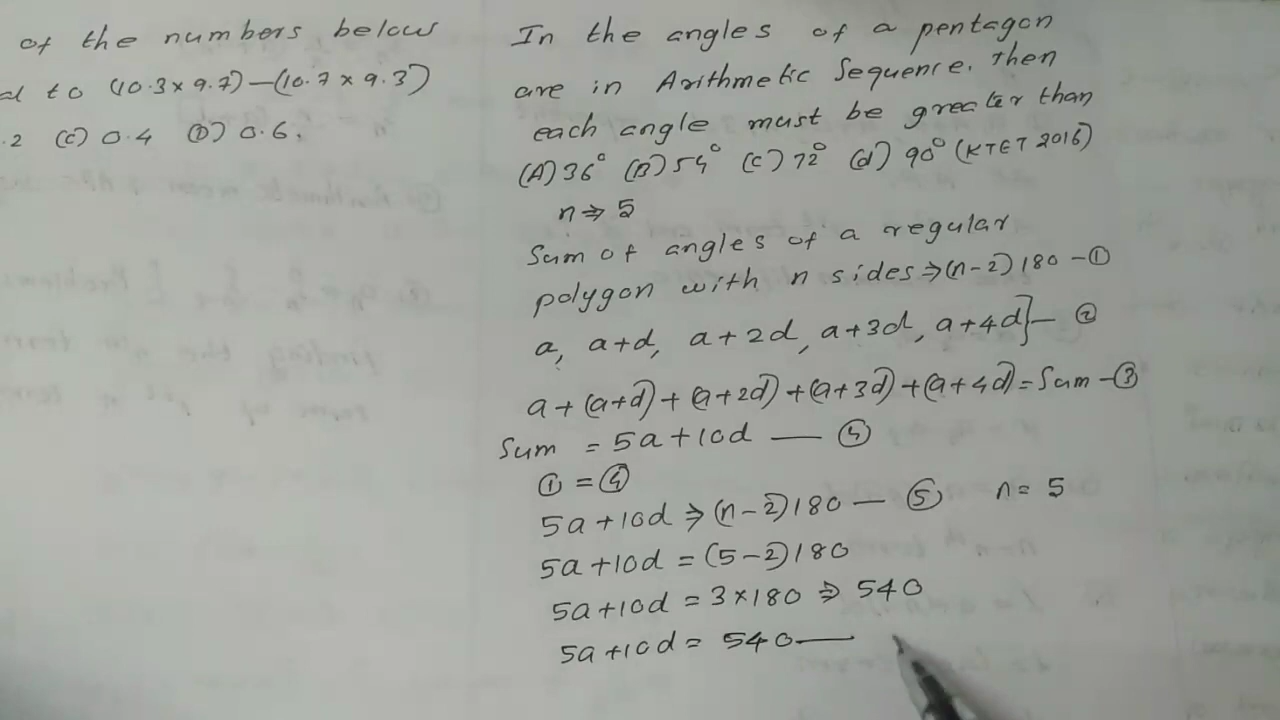 of the numbers below
al to (10.3×9.7)—(10.7×9.3)
.2 (C) 0.4 (D) 0.6.
In the angles of a pentagon
are in Arithmetic Sequence. Then
each angle must be greater than
(A) 36° (B) 54° (C) 72° (d) 90° (KTET 2016)
n ⇒ 5
Sum of angles of a regular
polygon with n sides ⇒ (n-2)180 -①
a, a+d, a+2d, a+3d, a+4d}— ②
a+(a+d)+(a+2d)+(a+3d)+(a+4d)=Sum-③
Sum = 5a+10d — ④
① = ④
5a+10d ⇒ (n-2)180 — ⑤ n= 5
5a+10d = (5-2)180
5a+10d = 3×180 ⇒ 540
5a+10d = 540—